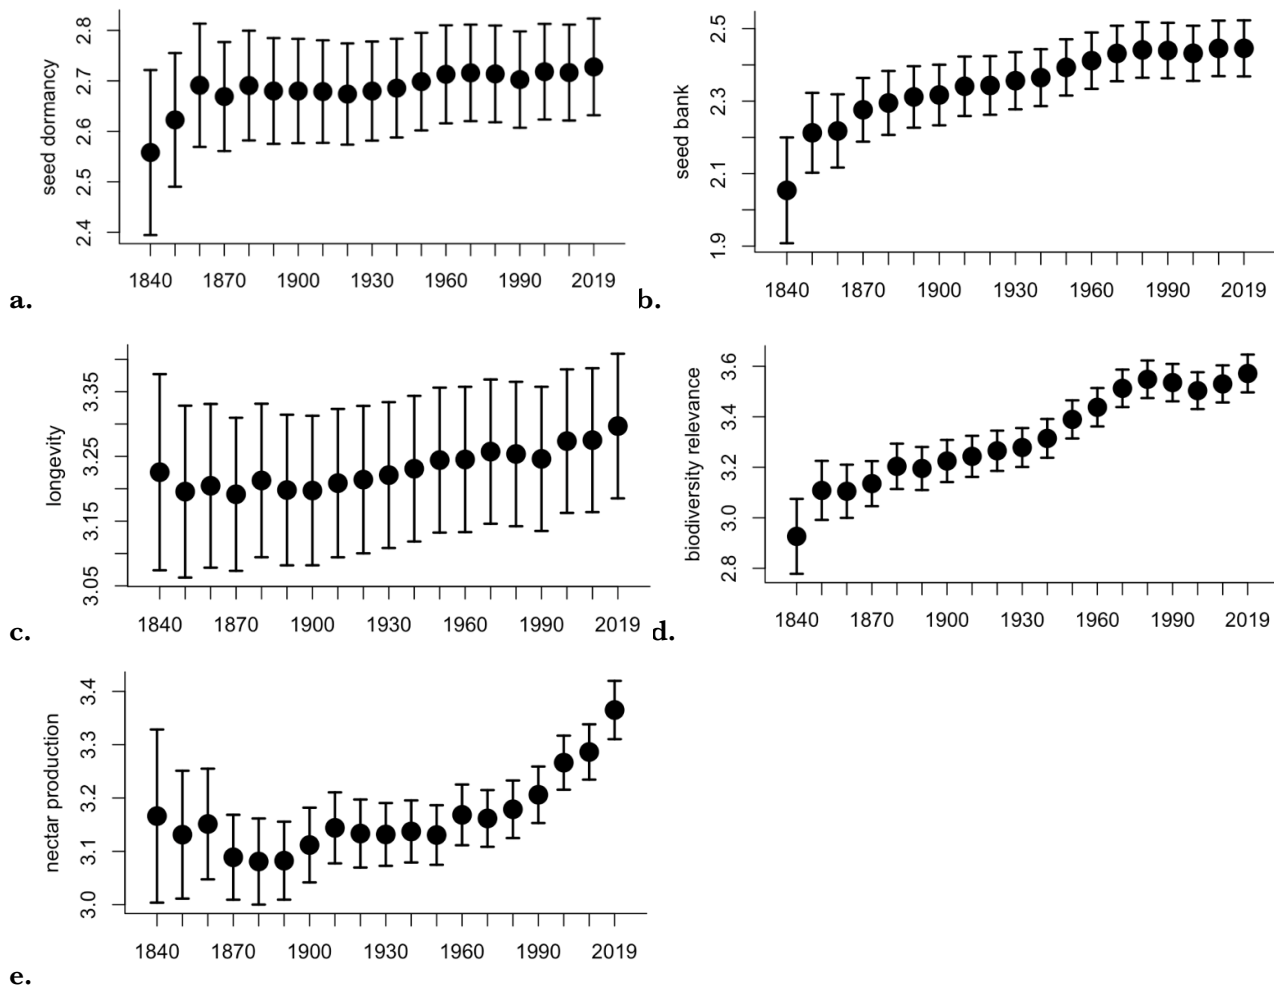 seed dormancy
2.8
2.7
2.6
2.5
2.4
1840 1870 1900 1930 1960 1990 2019
a.
seed bank
2.5
2.3
2.1
1.9
1840 1870 1900 1930 1960 1990 2019
b.
longevity
3.35
3.25
3.15
3.05
1840 1870 1900 1930 1960 1990 2019
c.
biodiversity relevance
3.6
3.4
3.2
3.0
2.8
1840 1870 1900 1930 1960 1990 2019
d.
nectar production
3.4
3.3
3.2
3.1
3.0
1840 1870 1900 1930 1960 1990 2019
e.